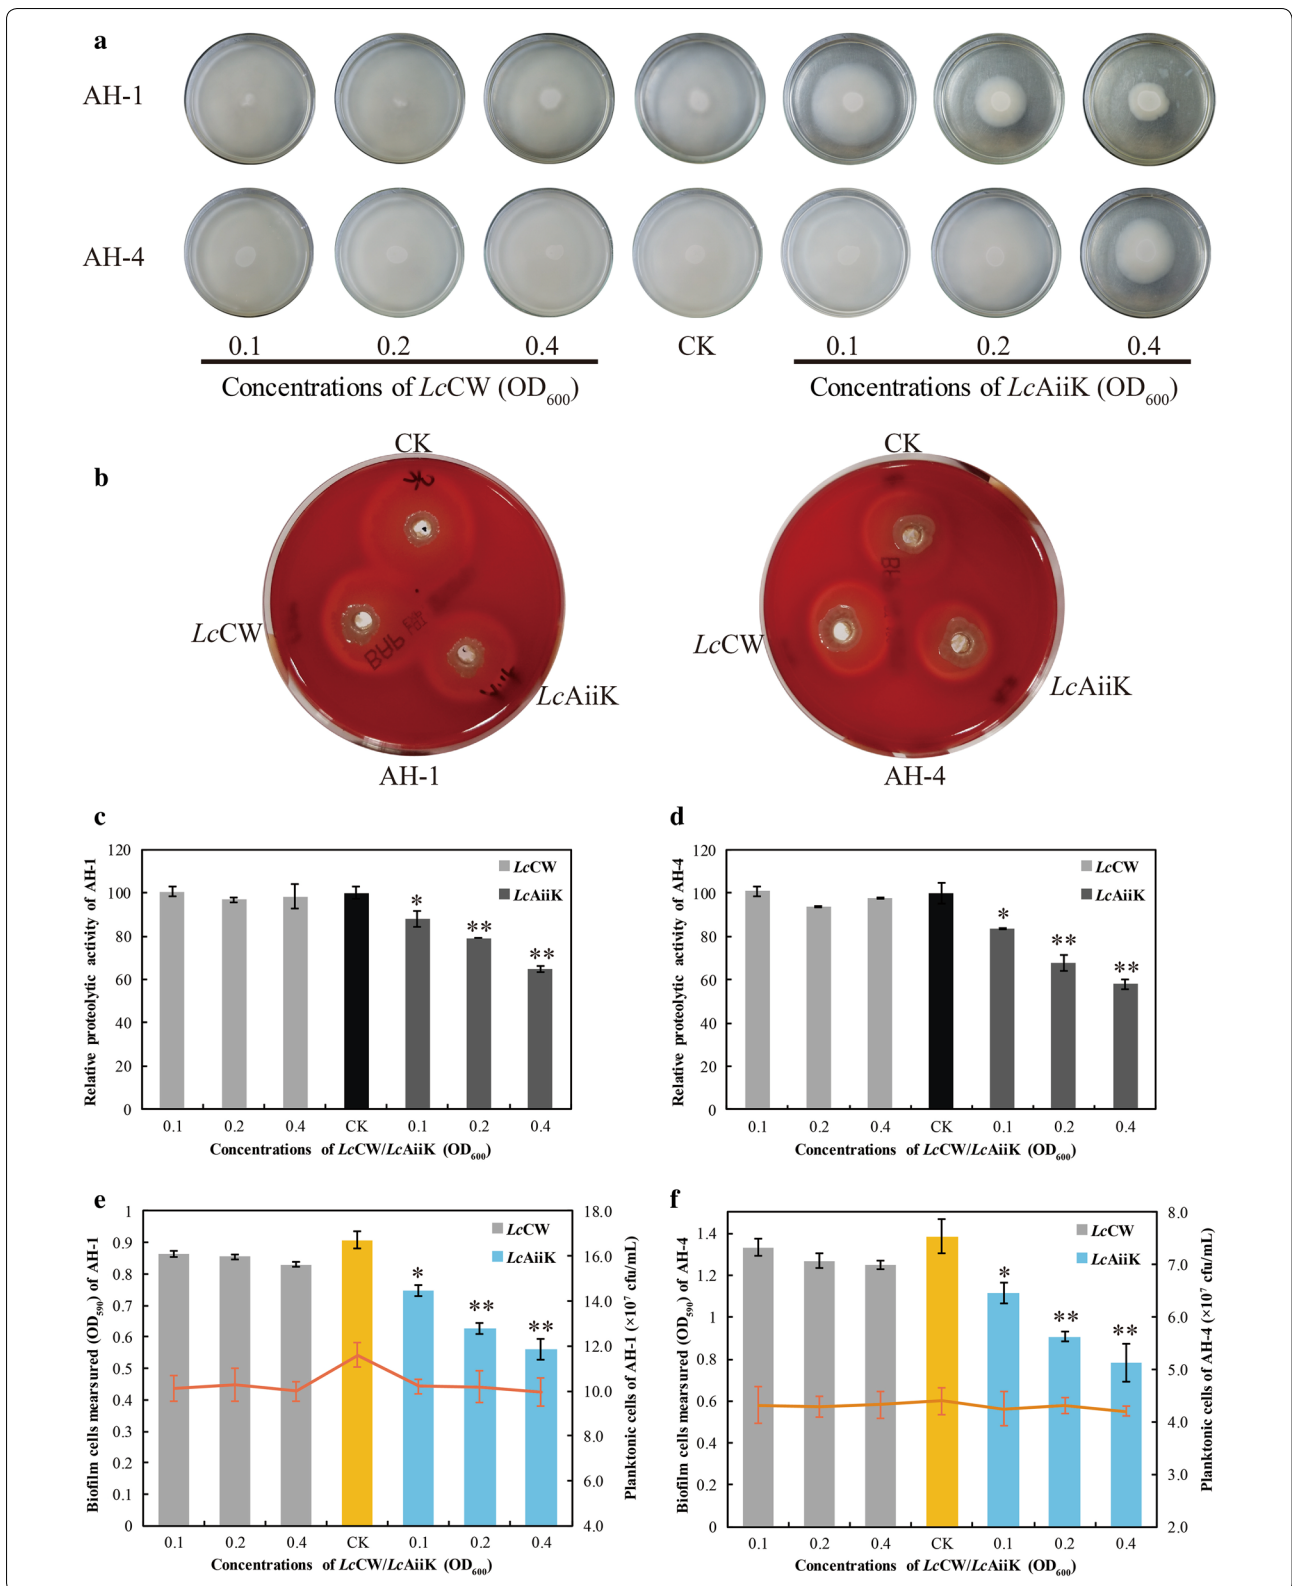 a
AH-1
AH-4
0.1 0.2 0.4 CK 0.1 0.2 0.4
Concentrations of LcCW (OD600) Concentrations of LcAiiK (OD600)
b
CK
LcCW
LcAiiK
AH-1
CK
LcCW
LcAiiK
AH-4
c
Relative proteolytic activity of AH-1
120
100
80
60
40
20
0
LcCW
LcAiiK
*
**
**
0.1 0.2 0.4 CK 0.1 0.2 0.4
Concentrations of LcCW/LcAiiK (OD600)
d
Relative proteolytic activity of AH-4
120
100
80
60
40
20
0
LcCW
LcAiiK
*
**
**
0.1 0.2 0.4 CK 0.1 0.2 0.4
Concentrations of LcCW/LcAiiK (OD600)
e
Biofilm cells mearsured (OD590) of AH-1
1
0.9
0.8
0.7
0.6
0.5
0.4
0.3
0.2
0.1
0
LcCW
LcAiiK
*
**
**
18.0
16.0
14.0
12.0
10.0
8.0
6.0
4.0
Planktonic cells of AH-1 (×10⁷ cfu/mL)
0.1 0.2 0.4 CK 0.1 0.2 0.4
Concentrations of LcCW/LcAiiK (OD600)
f
Biofilm cells mearsured (OD590) of AH-4
1.4
1.2
1
0.8
0.6
0.4
0.2
0
LcCW
LcAiiK
*
**
**
8.0
7.0
6.0
5.0
4.0
3.0
2.0
Planktonic cells of AH-4 (×10⁷ cfu/mL)
0.1 0.2 0.4 CK 0.1 0.2 0.4
Concentrations of LcCW/LcAiiK (OD600)